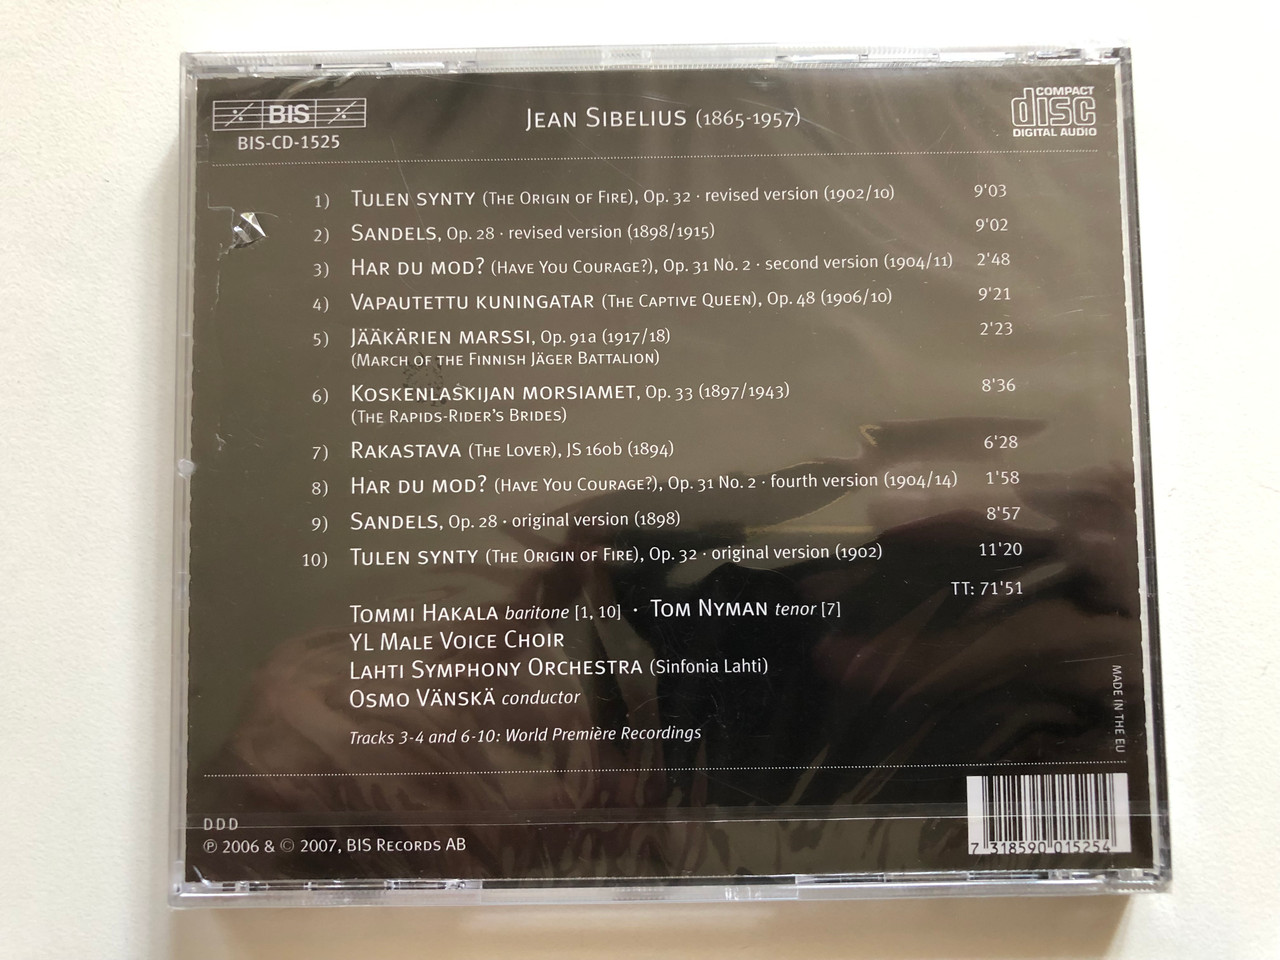 BIS
BIS-CD-1525
JEAN SIBELIUS (1865-1957)
COMPACT
disc
DIGITAL AUDIO
1) TULEN SYNTY (THE ORIGIN OF FIRE), Op. 32 · revised version (1902/10) 9'03
2) SANDELS, Op. 28 · revised version (1898/1915) 9'02
3) HAR DU MOD? (HAVE YOU COURAGE?), Op. 31 No. 2 · second version (1904/11) 2'48
4) VAPAUTETTU KUNINGATAR (THE CAPTIVE QUEEN), Op. 48 (1906/10) 9'21
5) JÄÄKÄRIEN MARSSI, Op. 91a (1917/18) 2'23
(MARCH OF THE FINNISH JÄGER BATTALION)
6) KOSKENLASKIJAN MORSIAMET, Op. 33 (1897/1943) 8'36
(THE RAPIDS-RIDER'S BRIDES)
7) RAKASTAVA (THE LOVER), JS 160b (1894) 6'28
8) HAR DU MOD? (HAVE YOU COURAGE?), Op. 31 No. 2 · fourth version (1904/14) 1'58
9) SANDELS, Op. 28 · original version (1898) 8'57
10) TULEN SYNTY (THE ORIGIN OF FIRE), Op. 32 · original version (1902) 11'20
TT: 71'51
TOMMI HAKALA baritone [1, 10] · TOM NYMAN tenor [7]
YL MALE VOICE CHOIR
LAHTI SYMPHONY ORCHESTRA (Sinfonia Lahti)
OSMO VÄNSKÄ conductor
Tracks 3-4 and 6-10: World Première Recordings
MADE IN THE EU
DDD
℗ 2006 & © 2007, BIS RECORDS AB
7 318590 015254